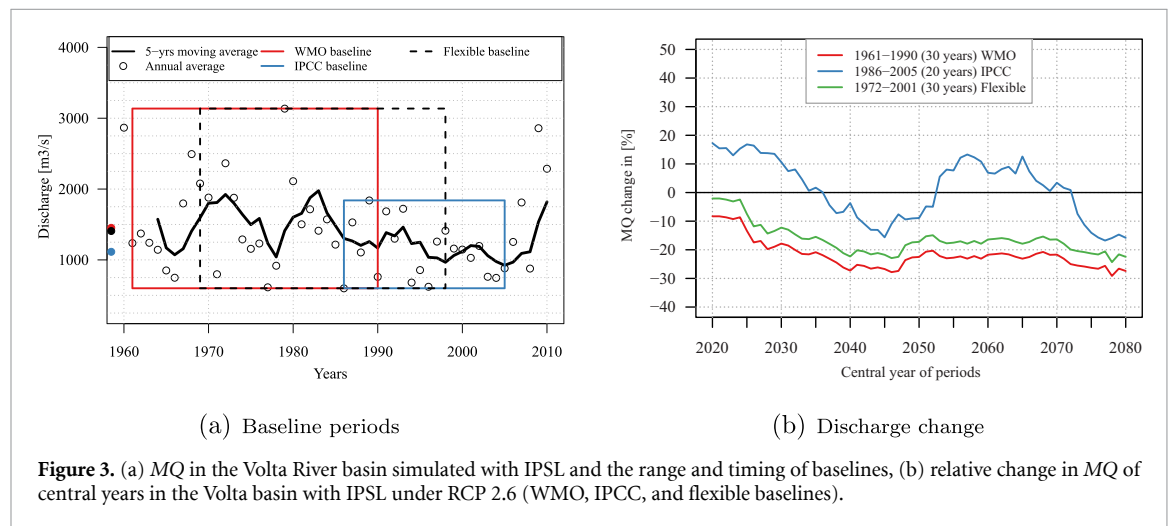 5−yrs moving average
WMO baseline
Flexible baseline
Annual average
IPCC baseline
4000
3000
2000
1000
Discharge [m3/s]
1960 1970 1980 1990 2000 2010
Years
(a) Baseline periods
1961−1990 (30 years) WMO
1986−2005 (20 years) IPCC
1972−2001 (30 years) Flexible
50
40
30
20
10
0
−10
−20
−30
−40
MQ change in [%]
2020 2030 2040 2050 2060 2070 2080
Central year of periods
(b) Discharge change
Figure 3. (a) MQ in the Volta River basin simulated with IPSL and the range and timing of baselines, (b) relative change in MQ of
central years in the Volta basin with IPSL under RCP 2.6 (WMO, IPCC, and flexible baselines).